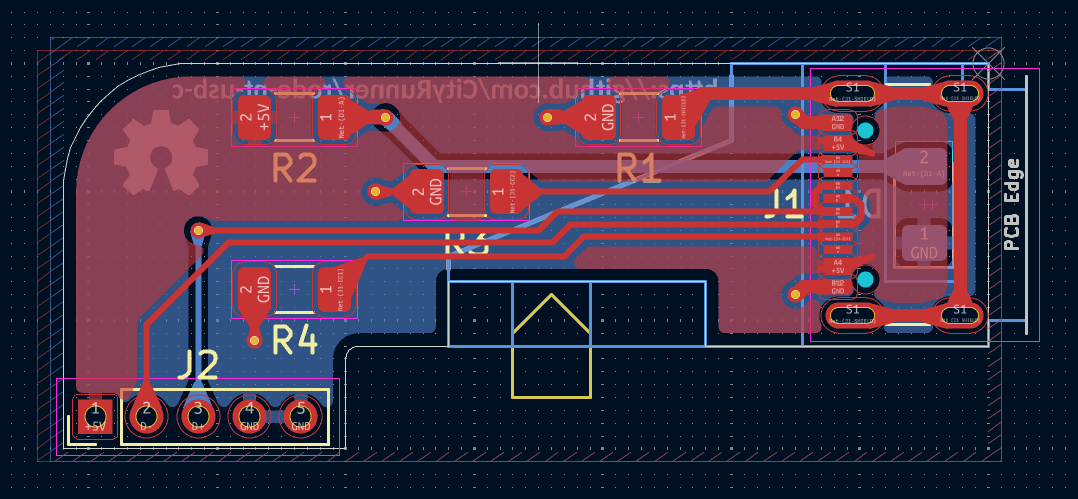 https://github.com/CityRunner/node-mt-usb-c
2
+5V
1
Net-(D1-A)
R2
2
GND
1
R1
2
GND
1
Net-(J1-CC2)
R3
2
GND
1
Net-(J1-CC1)
R4
J2
1
+5V
2
D-
3
D+
4
GND
5
GND
J1
S1
S1
A12
GND
B4
+5V
A4
+5V
B12
GND
S1
S1
D1
2
Net-(D1-A)
1
GND
PCB Edge